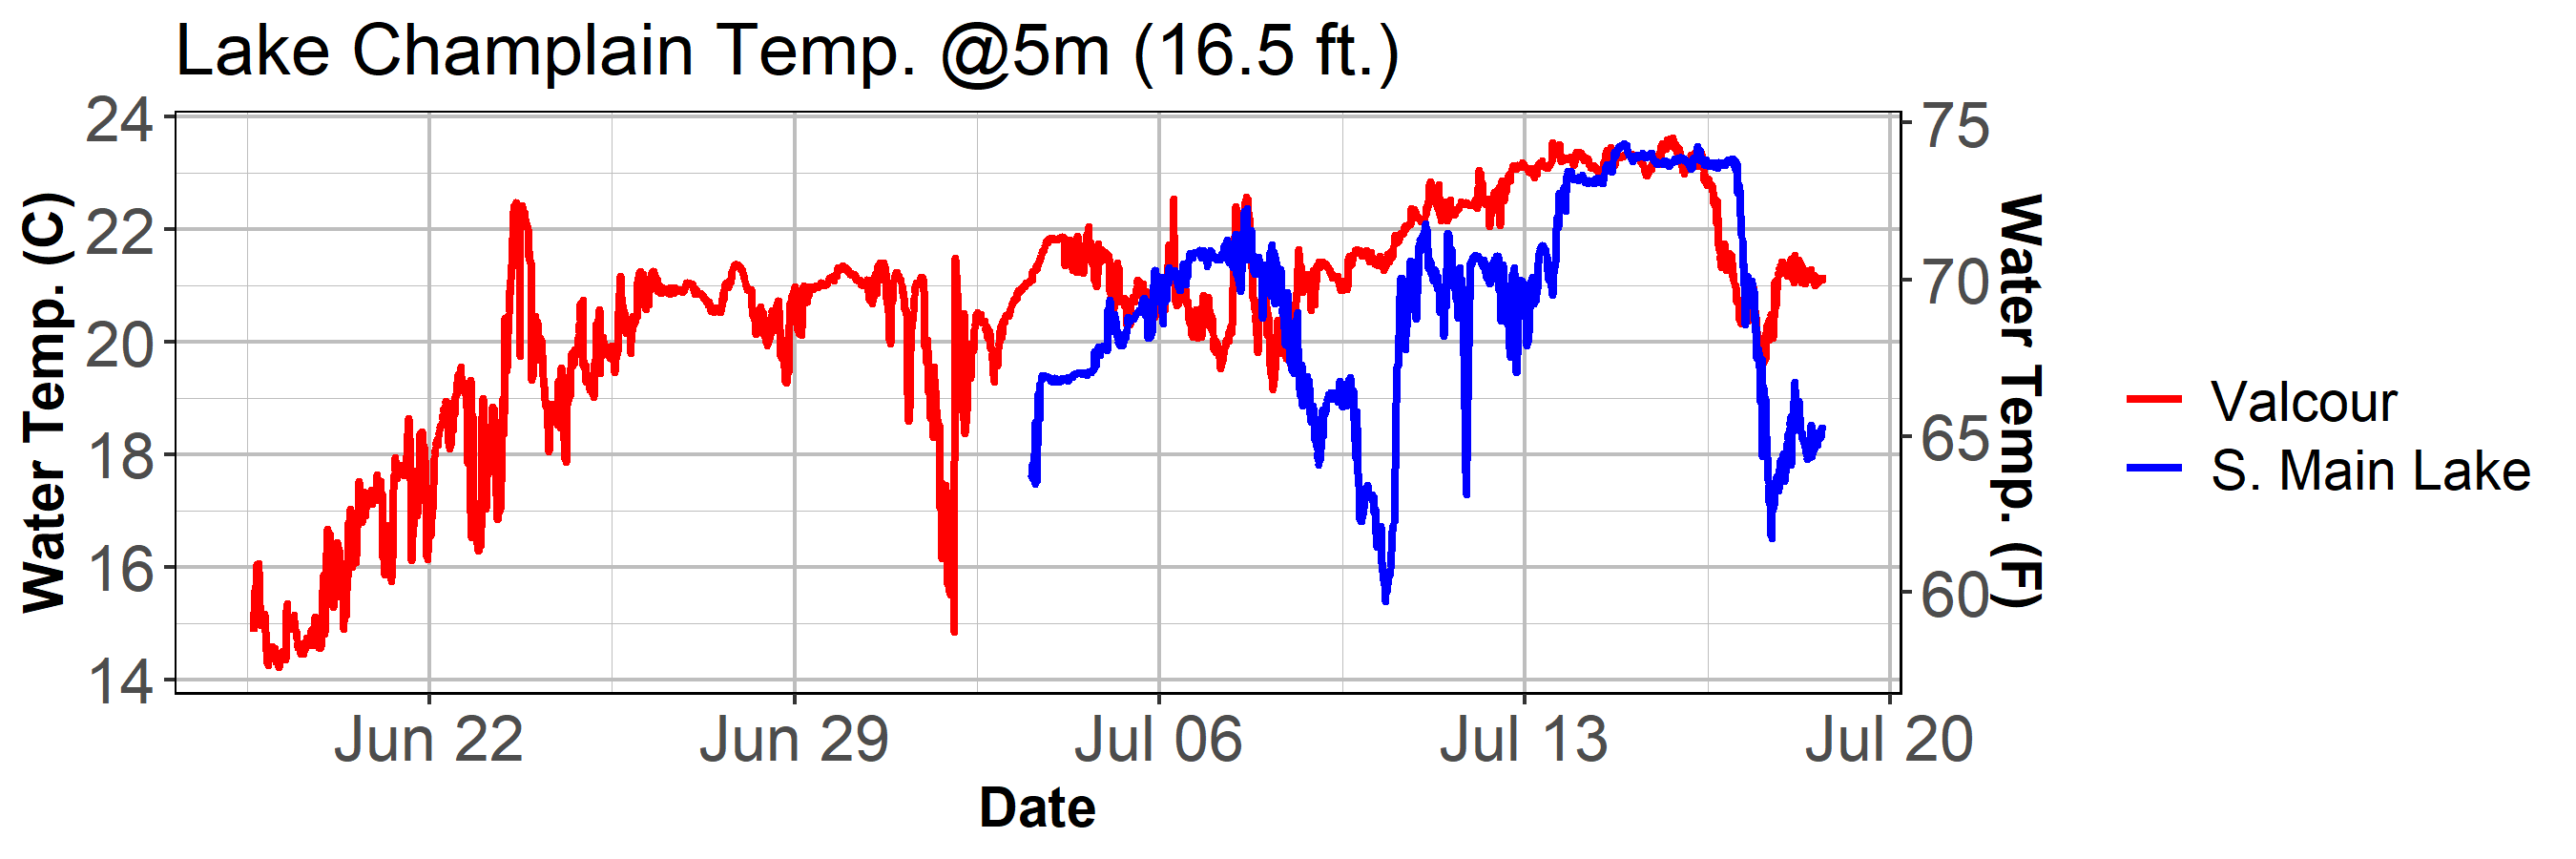 Lake Champlain Temp. @5m (16.5 ft.)
24
22
20
18
16
14
Water Temp. (C)
75
70
65
60
Water Temp. (F)
Jun 22
Jun 29
Jul 06
Jul 13
Jul 20
Date
Valcour
S. Main Lake